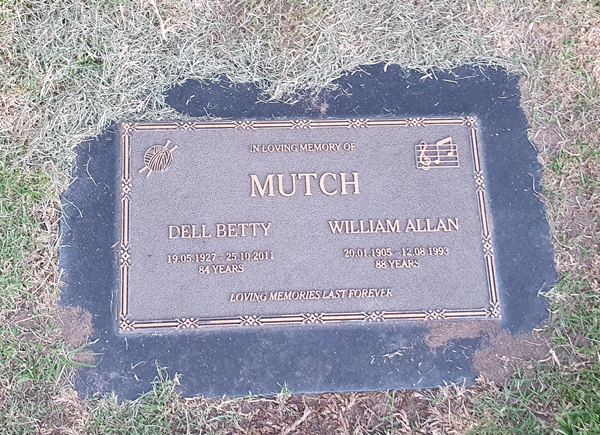 IN LOVING MEMORY OF
MUTCH
DELL BETTY
19.05.1927 - 25.10.2011
84 YEARS
WILLIAM ALLAN
20.01.1905 - 12.08.1993
88 YEARS
LOVING MEMORIES LAST FOREVER